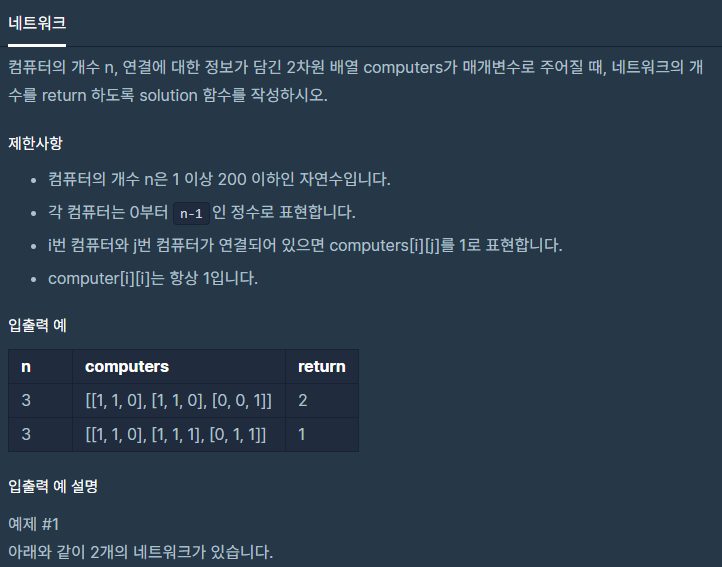 네트워크
컴퓨터의 개수 n, 연결에 대한 정보가 담긴 2차원 배열 computers가 매개변수로 주어질 때, 네트워크의 개
수를 return 하도록 solution 함수를 작성하시오.
제한사항
• 컴퓨터의 개수 n은 1 이상 200 이하인 자연수입니다.
• 각 컴퓨터는 0부터 n-1 인 정수로 표현합니다.
• i번 컴퓨터와 j번 컴퓨터가 연결되어 있으면 computers[i][j]를 1로 표현합니다.
• computer[i][i]는 항상 1입니다.
입출력 예
n computers return
3 [[1, 1, 0], [1, 1, 0], [0, 0, 1]] 2
3 [[1, 1, 0], [1, 1, 1], [0, 1, 1]] 1
입출력 예 설명
예제 #1
아래와 같이 2개의 네트워크가 있습니다.